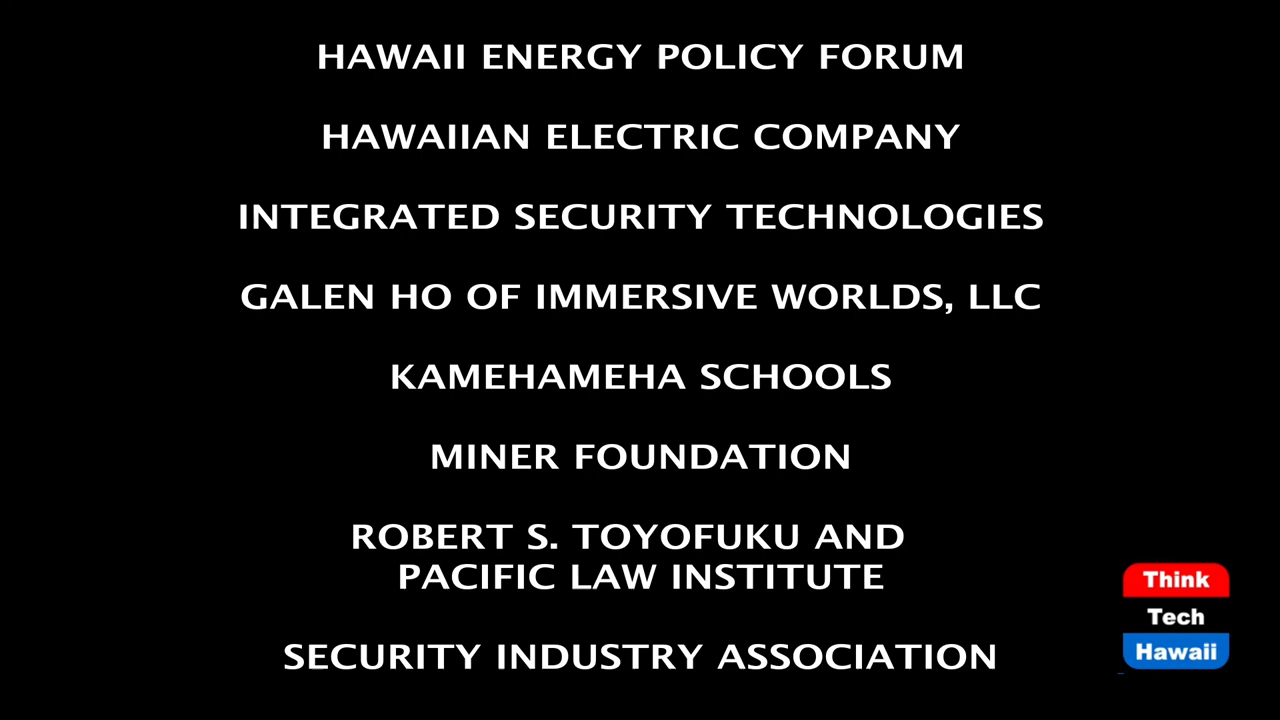 HAWAII ENERGY POLICY FORUM
HAWAIIAN ELECTRIC COMPANY
INTEGRATED SECURITY TECHNOLOGIES
GALEN HO OF IMMERSIVE WORLDS, LLC
KAMEHAMEHA SCHOOLS
MINER FOUNDATION
ROBERT S. TOYOFUKU AND
PACIFIC LAW INSTITUTE
SECURITY INDUSTRY ASSOCIATION
Think
Tech
Hawaii